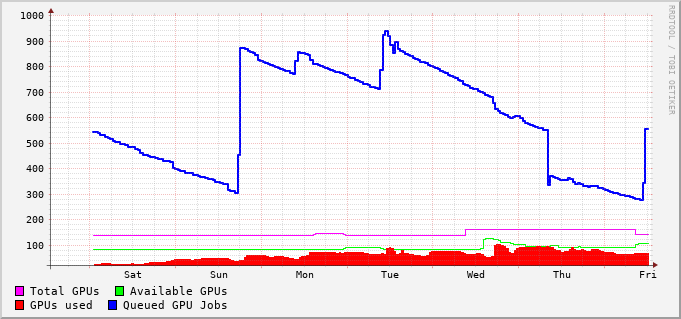 1000
900
800
700
600
500
400
300
200
100
Sat Sun Mon Tue Wed Thu Fri
Total GPUs Available GPUs
GPUs used Queued GPU Jobs
RRDTOOL / TOBI OETIKER